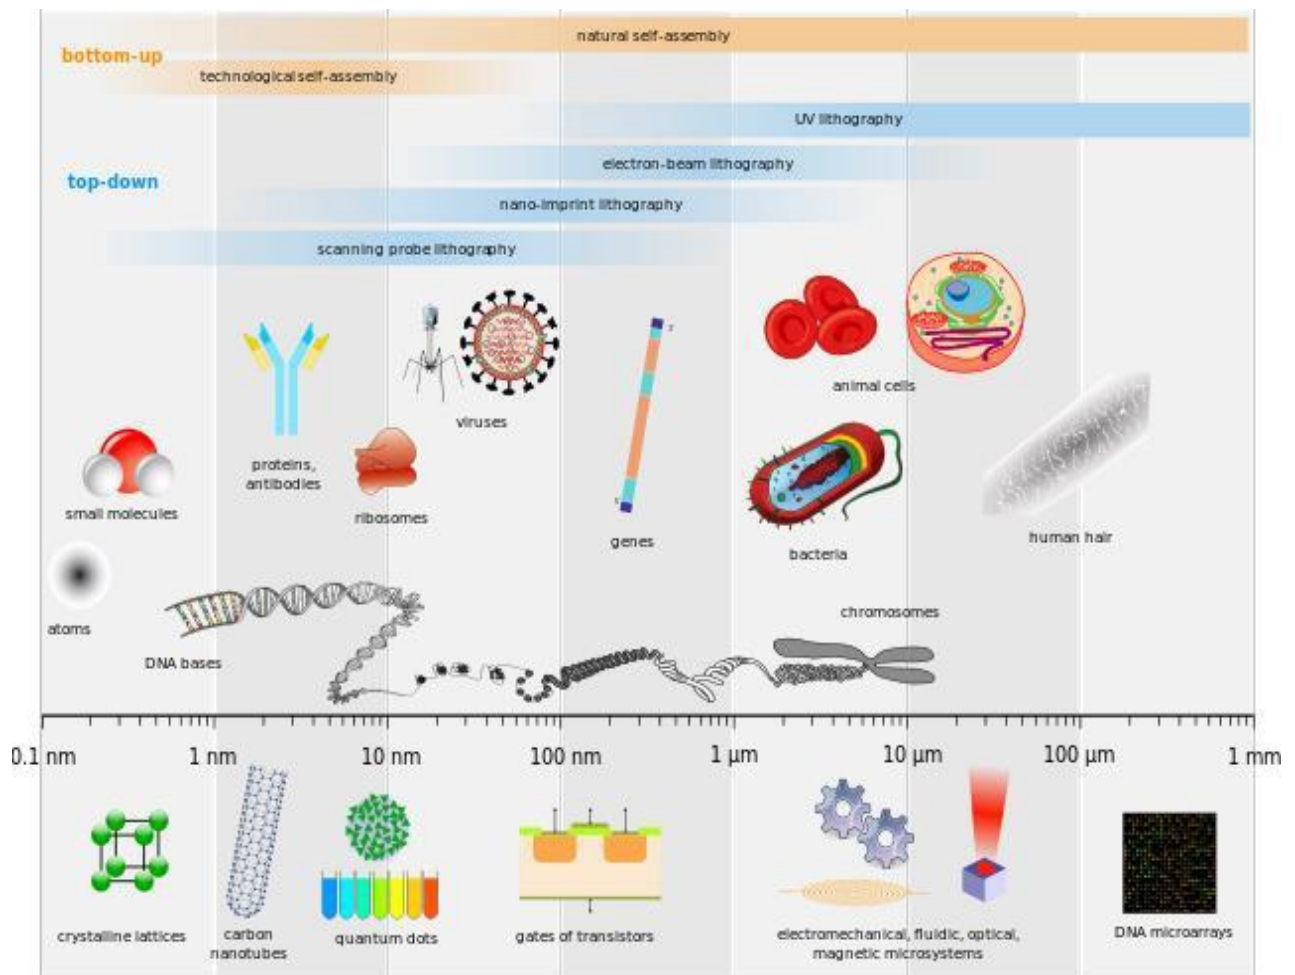 natural self-assembly
bottom-up
technological self-assembly
UV lithography
electron-beam lithography
top-down
nano-imprint lithography
scanning probe lithography
animal cells
viruses
proteins,
antibodies
small molecules
ribosomes
genes
human hair
bacteria
chromosomes
atoms
DNA bases
0.1 nm
1 nm
10 nm
100 nm
1 µm
10 µm
100 µm
1 mm
crystalline lattices
carbon
nanotubes
quantum dots
gates of transistors
electromechanical, fluidic, optical,
magnetic microsystems
DNA microarrays